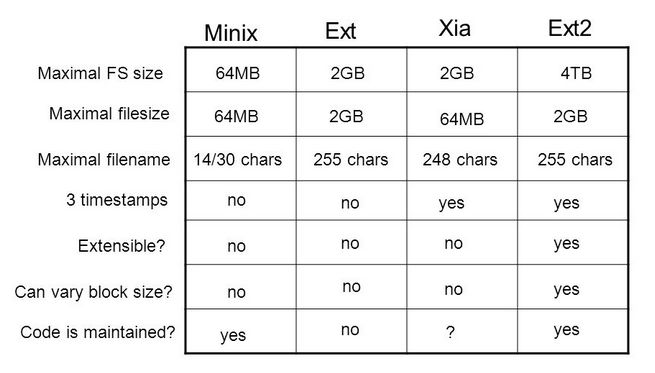 Minix Ext Xia Ext2
Maximal FS size 64MB 2GB 2GB 4TB
Maximal filesize 64MB 2GB 64MB 2GB
Maximal filename 14/30 chars 255 chars 248 chars 255 chars
3 timestamps no no yes yes
Extensible? no no no yes
Can vary block size? no no no yes
Code is maintained? yes no ? yes